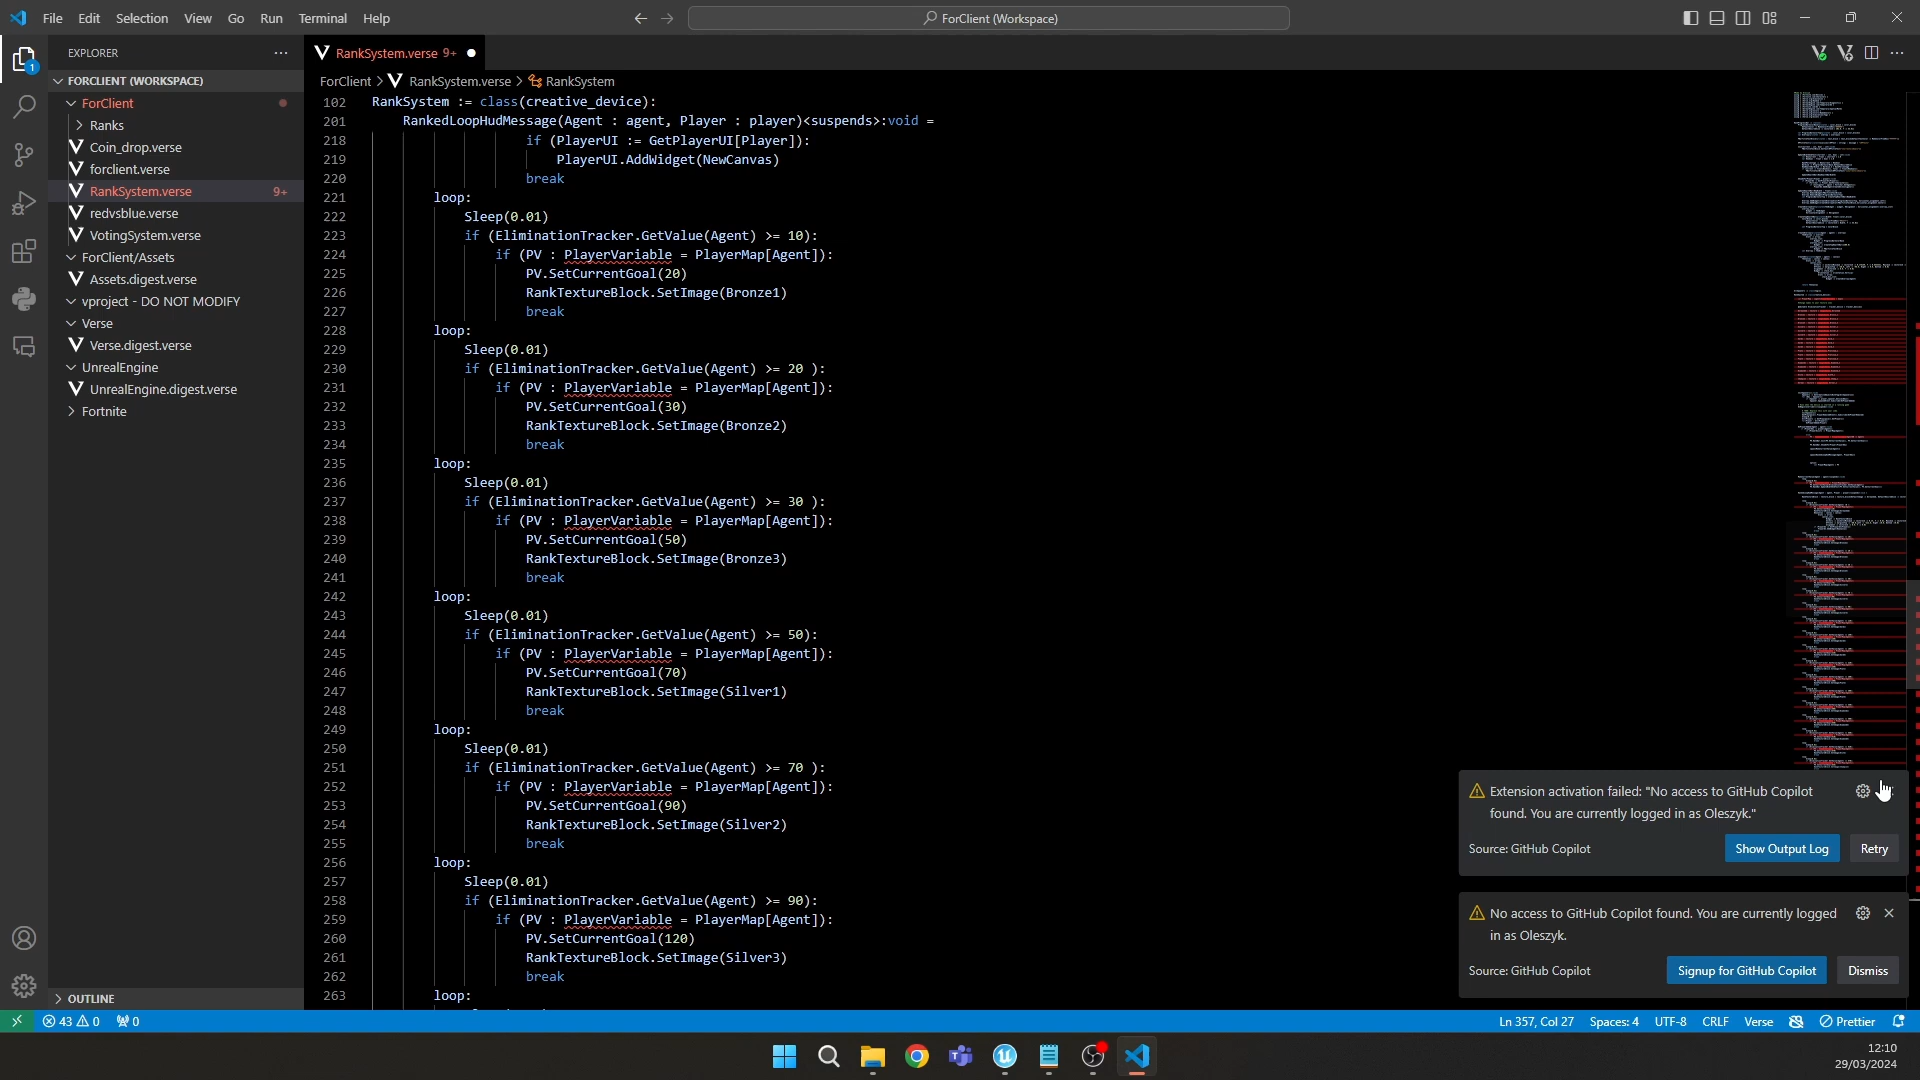 File Edit Selection View Go Run Terminal Help
ForClient (Workspace)
EXPLORER
RankSystem.verse 9+
1
FORCLIENT (WORKSPACE)
ForClient
Ranks
Coin_drop.verse
forclient.verse
RankSystem.verse 9+
redvsblue.verse
VotingSystem.verse
ForClient/Assets
Assets.digest.verse
vproject - DO NOT MODIFY
Verse
Verse.digest.verse
UnrealEngine
UnrealEngine.digest.verse
Fortnite
OUTLINE
ForClient > RankSystem.verse > RankSystem
102 RankSystem := class(creative_device):
201 RankedLoopHudMessage(Agent : agent, Player : player)<suspends>:void =
218 if (PlayerUI := GetPlayerUI[Player]):
219 PlayerUI.AddWidget(NewCanvas)
220 break
221 loop:
222 Sleep(0.01)
223 if (EliminationTracker.GetValue(Agent) >= 10):
224 if (PV : PlayerVariable = PlayerMap[Agent]):
225 PV.SetCurrentGoal(20)
226 RankTextureBlock.SetImage(Bronze1)
227 break
228 loop:
229 Sleep(0.01)
230 if (EliminationTracker.GetValue(Agent) >= 20 ):
231 if (PV : PlayerVariable = PlayerMap[Agent]):
232 PV.SetCurrentGoal(30)
233 RankTextureBlock.SetImage(Bronze2)
234 break
235 loop:
236 Sleep(0.01)
237 if (EliminationTracker.GetValue(Agent) >= 30 ):
238 if (PV : PlayerVariable = PlayerMap[Agent]):
239 PV.SetCurrentGoal(50)
240 RankTextureBlock.SetImage(Bronze3)
241 break
242 loop:
243 Sleep(0.01)
244 if (EliminationTracker.GetValue(Agent) >= 50):
245 if (PV : PlayerVariable = PlayerMap[Agent]):
246 PV.SetCurrentGoal(70)
247 RankTextureBlock.SetImage(Silver1)
248 break
249 loop:
250 Sleep(0.01)
251 if (EliminationTracker.GetValue(Agent) >= 70 ):
252 if (PV : PlayerVariable = PlayerMap[Agent]):
253 PV.SetCurrentGoal(90)
254 RankTextureBlock.SetImage(Silver2)
255 break
256 loop:
257 Sleep(0.01)
258 if (EliminationTracker.GetValue(Agent) >= 90):
259 if (PV : PlayerVariable = PlayerMap[Agent]):
260 PV.SetCurrentGoal(120)
261 RankTextureBlock.SetImage(Silver3)
262 break
263 loop:
Extension activation failed: "No access to GitHub Copilot
found. You are currently logged in as Oleszyk."
Source: GitHub Copilot Show Output Log Retry
No access to GitHub Copilot found. You are currently logged
in as Oleszyk.
Source: GitHub Copilot Signup for GitHub Copilot Dismiss
43 0 0 Ln 357, Col 27 Spaces: 4 UTF-8 CRLF Verse Prettier
12:10
29/03/2024